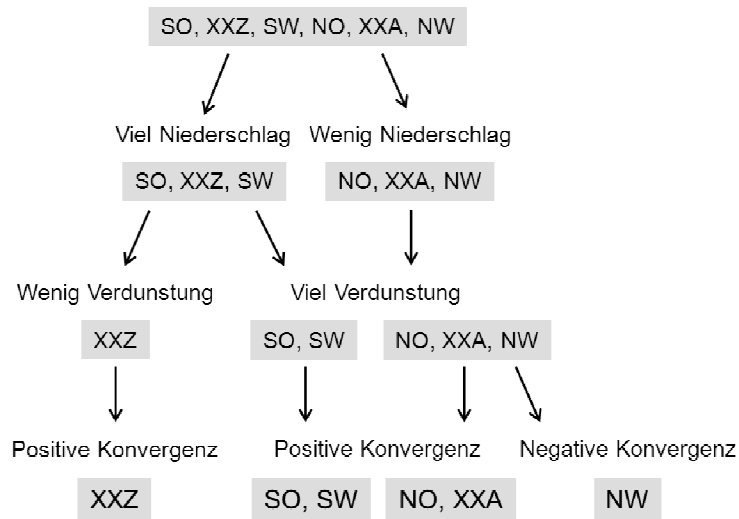 SO, XXZ, SW, NO, XXA, NW
Viel Niederschlag Wenig Niederschlag
SO, XXZ, SW NO, XXA, NW
Wenig Verdunstung Viel Verdunstung
XXZ SO, SW NO, XXA, NW
Positive Konvergenz Positive Konvergenz Negative Konvergenz
XXZ SO, SW NO, XXA NW